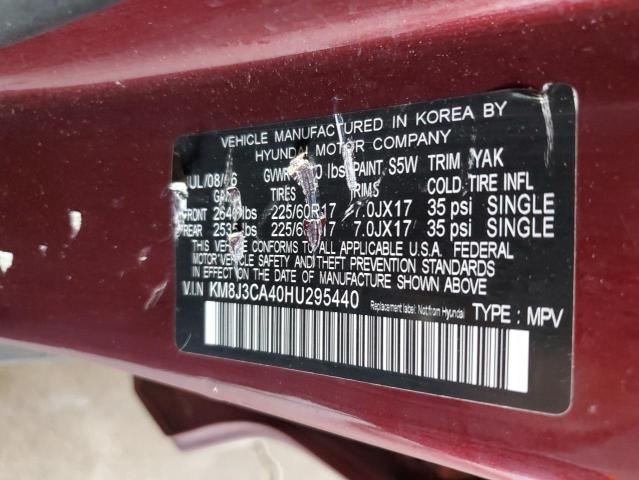 VEHICLE MANUFACTURED IN KOREA BY
HYUNDAI MOTOR COMPANY
lbs PAINT S5W TRIM YAK
TIRES RIMS COLD TIRE INFL
FRONT lbs 225/60R17 7.0JX17 35 psi SINGLE
REAR lbs 7.0JX17 35 psi SINGLE
THIS VEHICLE CONFORMS TO ALL APPLICABLE U.S.A. FEDERAL
MOTOR VEHICLE SAFETY AND THEFT PREVENTION STANDARDS
IN EFFECT ON THE DATE OF MANUFACTURE SHOWN ABOVE
V.I.N KM8J3CA40HU295440 Replacement label. Not from Hyundai TYPE : MPV